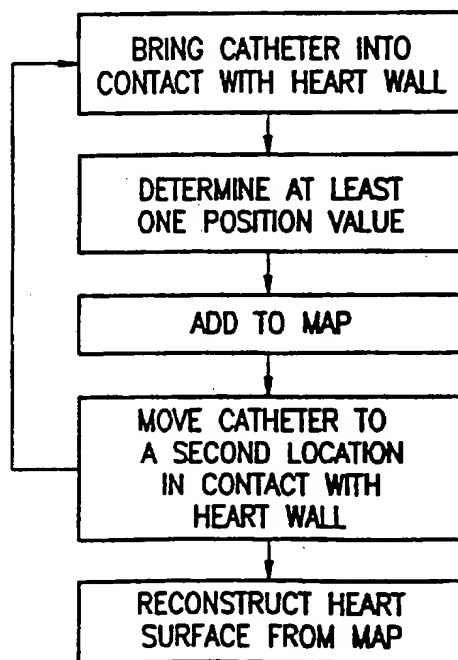 BRING CATHETER INTO
CONTACT WITH HEART WALL
DETERMINE AT LEAST
ONE POSITION VALUE
ADD TO MAP
MOVE CATHETER TO
A SECOND LOCATION
IN CONTACT WITH
HEART WALL
RECONSTRUCT HEART
SURFACE FROM MAP